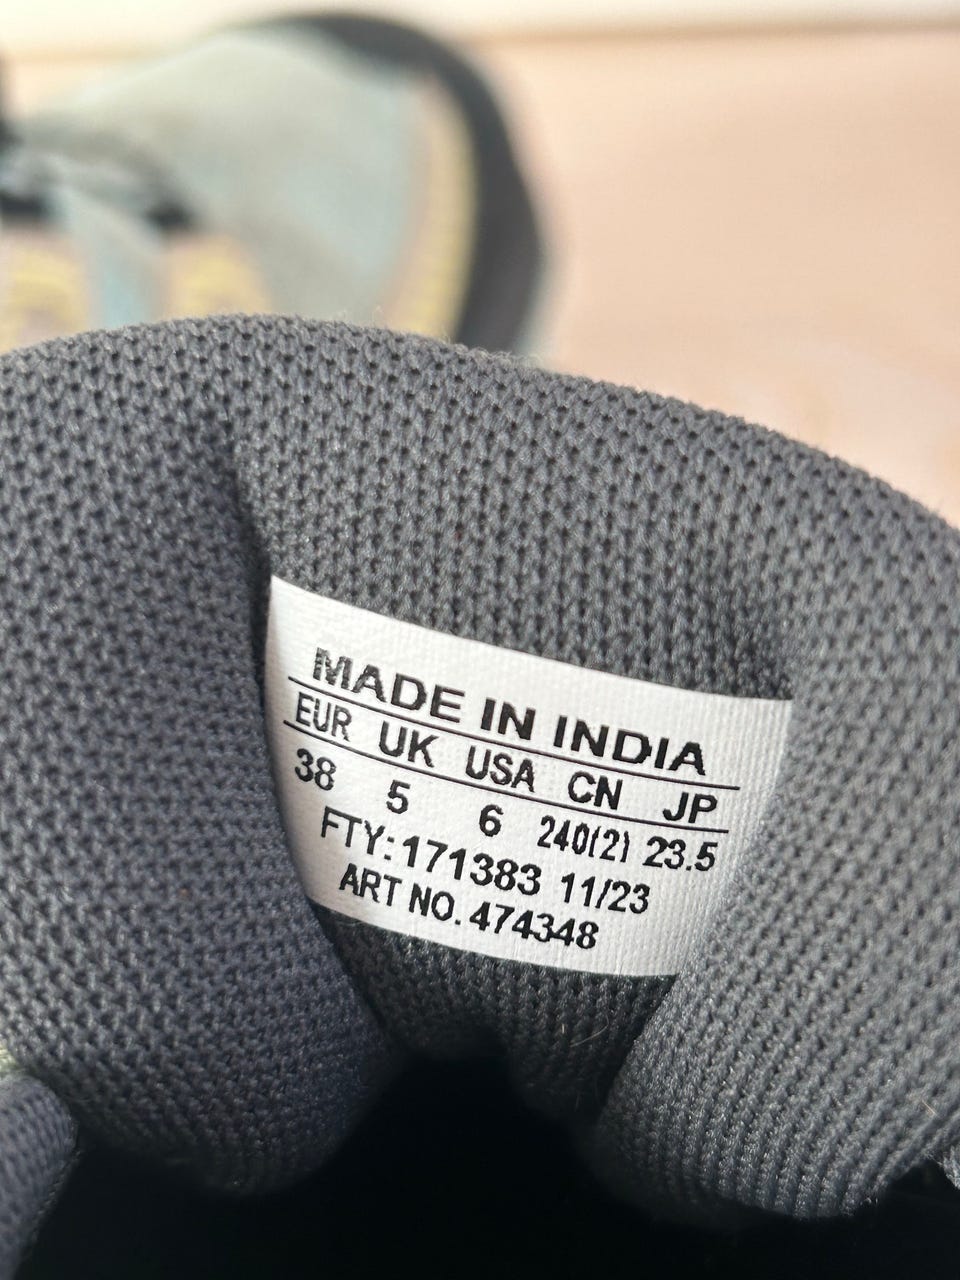 MADE IN INDIA
EUR UK USA CN JP
38 5 6 240(2) 23.5
FTY: 171383 11/23
ART NO. 474348